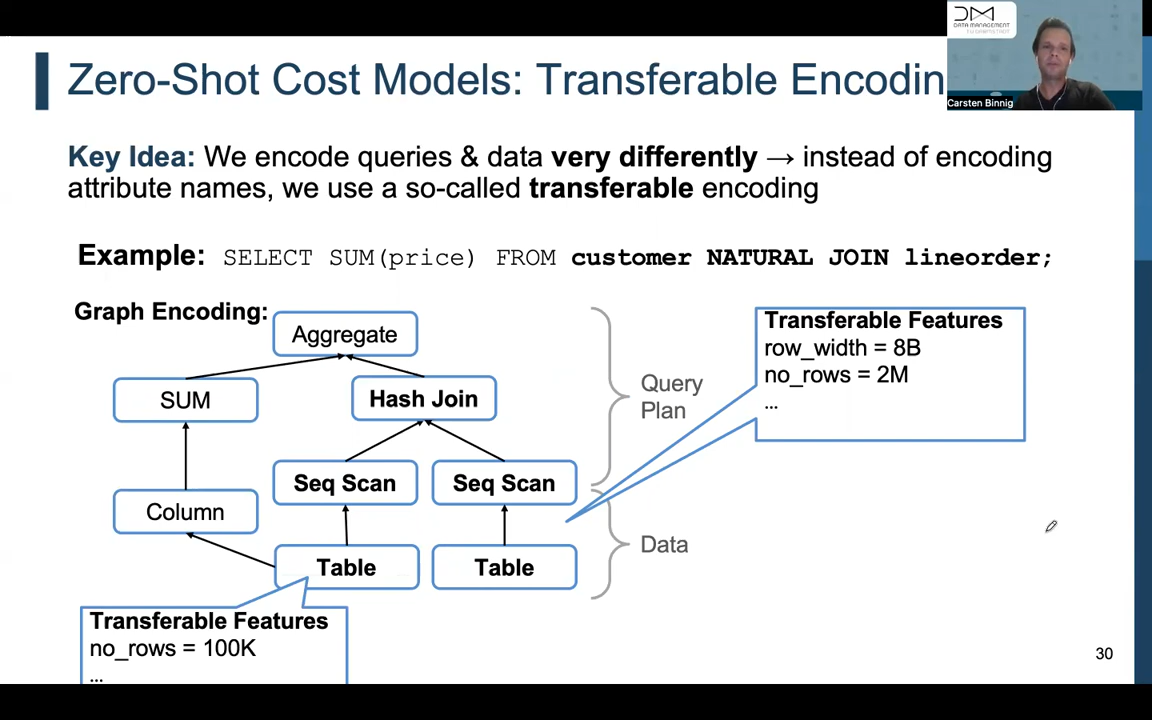 DATA MANAGEMENT
Carsten Binnig
Zero-Shot Cost Models: Transferable Encodin
Key Idea: We encode queries & data very differently → instead of encoding
attribute names, we use a so-called transferable encoding
Example: SELECT SUM(price) FROM customer NATURAL JOIN lineorder;
Graph Encoding:
Aggregate
SUM
Hash Join
Seq Scan
Seq Scan
Column
Table
Table
Query
Plan
Data
Transferable Features
row_width = 8B
no_rows = 2M
...
Transferable Features
no_rows = 100K
...
30